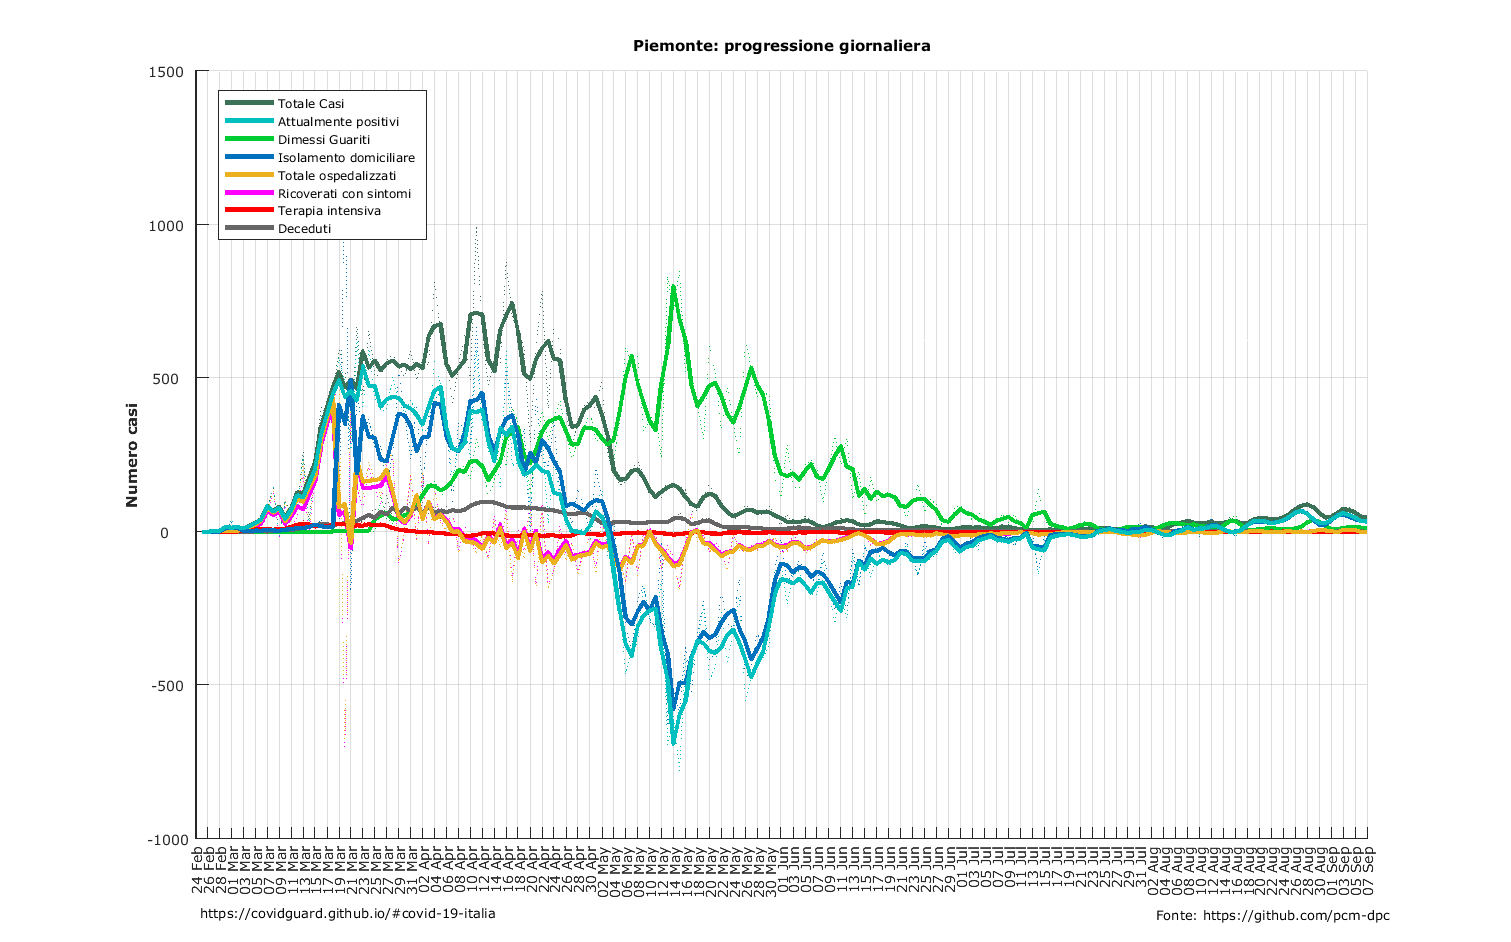 Piemonte: progressione giornaliera
1500
1000
500
0
-500
-1000
Numero casi
Totale Casi
Attualmente positivi
Dimessi Guariti
Isolamento domiciliare
Totale ospedalizzati
Ricoverati con sintomi
Terapia intensiva
Deceduti
24 Feb
26 Feb
28 Feb
01 Mar
03 Mar
05 Mar
07 Mar
09 Mar
11 Mar
13 Mar
15 Mar
17 Mar
19 Mar
21 Mar
23 Mar
25 Mar
27 Mar
29 Mar
31 Mar
02 Apr
04 Apr
06 Apr
08 Apr
10 Apr
12 Apr
14 Apr
16 Apr
18 Apr
20 Apr
22 Apr
24 Apr
26 Apr
28 Apr
30 Apr
02 May
04 May
06 May
08 May
10 May
12 May
14 May
16 May
18 May
20 May
22 May
24 May
26 May
28 May
30 May
01 Jun
03 Jun
05 Jun
07 Jun
09 Jun
11 Jun
13 Jun
15 Jun
17 Jun
19 Jun
21 Jun
23 Jun
25 Jun
27 Jun
29 Jun
01 Jul
03 Jul
05 Jul
07 Jul
09 Jul
11 Jul
13 Jul
15 Jul
17 Jul
19 Jul
21 Jul
23 Jul
25 Jul
27 Jul
29 Jul
31 Jul
02 Aug
04 Aug
06 Aug
08 Aug
10 Aug
12 Aug
14 Aug
16 Aug
18 Aug
20 Aug
22 Aug
24 Aug
26 Aug
28 Aug
30 Aug
01 Sep
03 Sep
05 Sep
07 Sep
https://covidguard.github.io/#covid-19-italia
Fonte: https://github.com/pcm-dpc